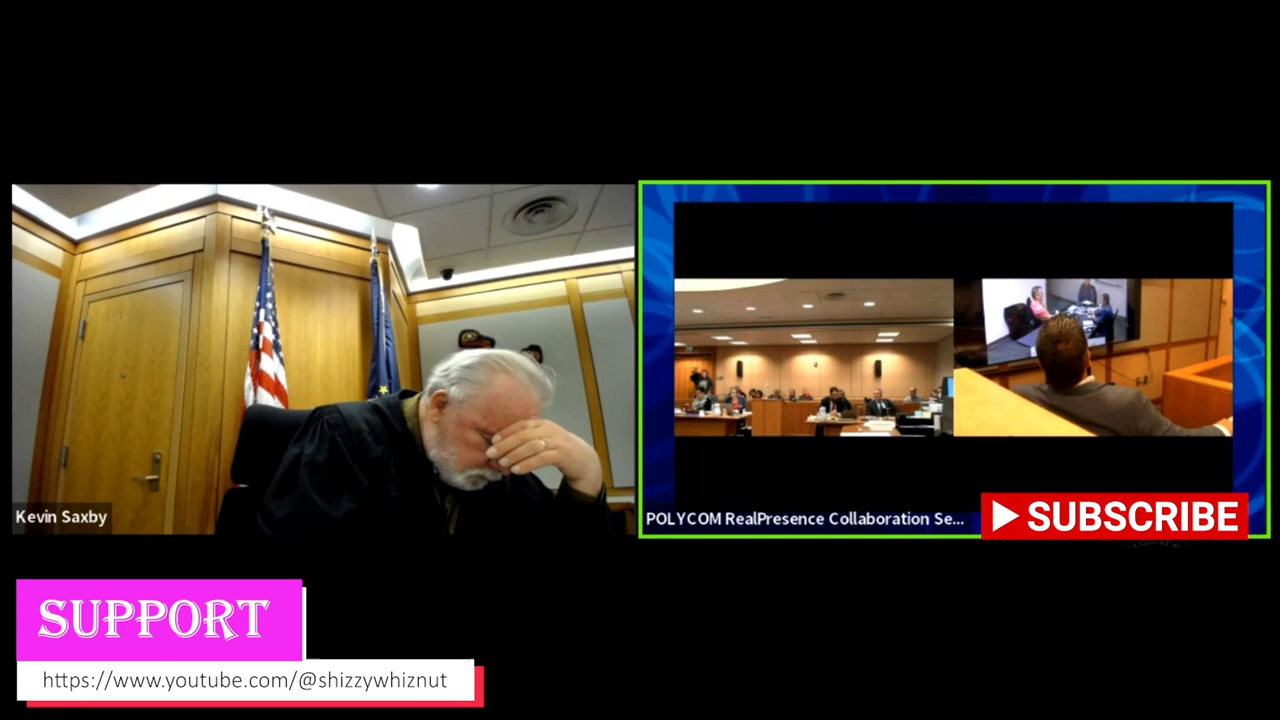 Kevin Saxby
POLYCOM RealPresence Collaboration Se...
SUBSCRIBE
SUPPORT
https://www.youtube.com/@shizzywhiznut